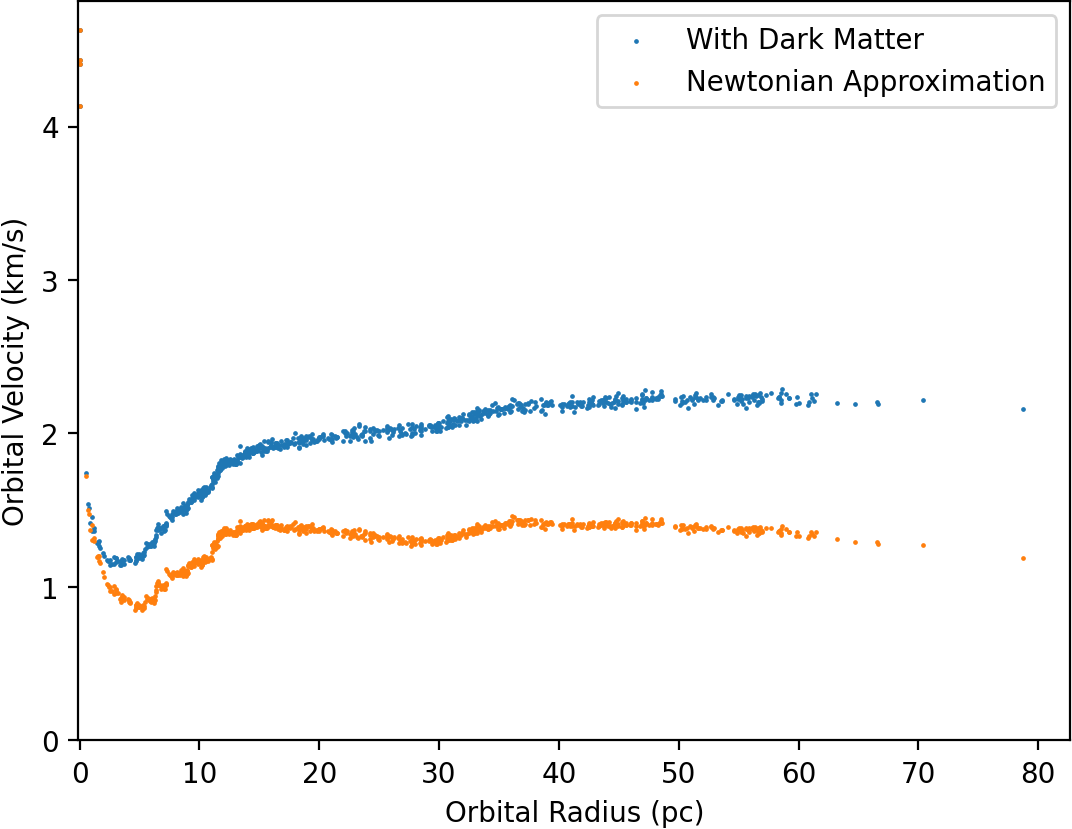 With Dark Matter
Newtonian Approximation
Orbital Velocity (km/s)
4
3
2
1
0
0 10 20 30 40 50 60 70 80
Orbital Radius (pc)